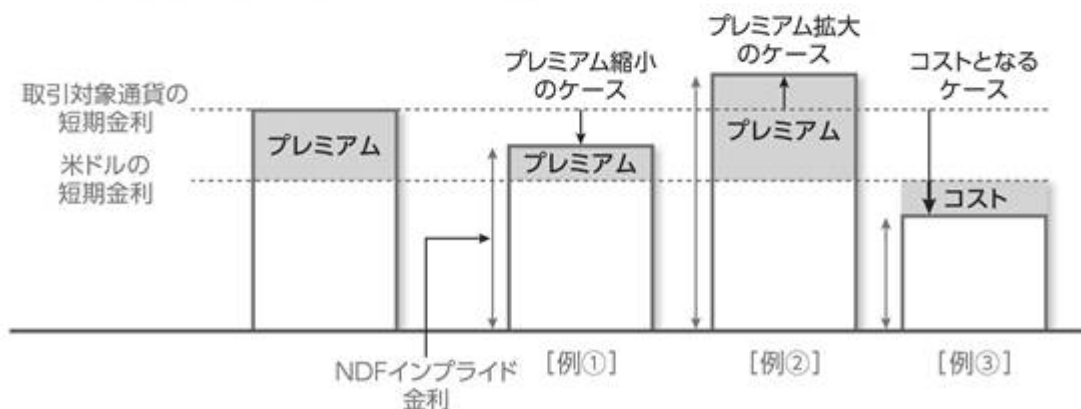 取引対象通貨の
短期金利
米ドルの
短期金利
プレミアム
プレミアム縮小
のケース
プレミアム
プレミアム拡大
のケース
プレミアム
コストとなる
ケース
コスト
NDFインプライド
金利
[例①]
[例②]
[例③]